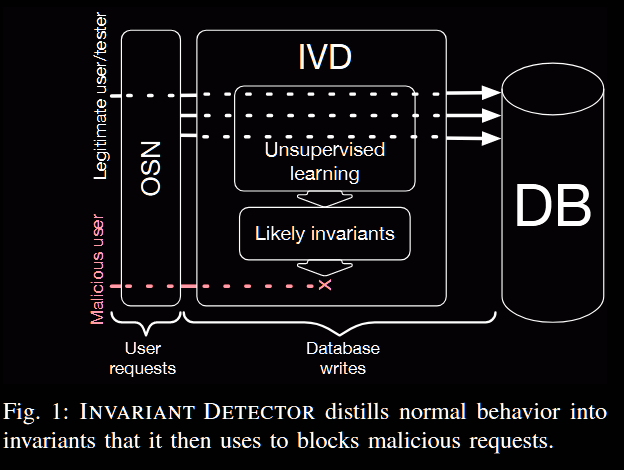 Legitimate user/tester
Malicious user
OSN
IVD
Unsupervised
learning
Likely invariants
x
DB
User
requests
Database
writes
Fig. 1: INVARIANT DETECTOR distills normal behavior into
invariants that it then uses to blocks malicious requests.